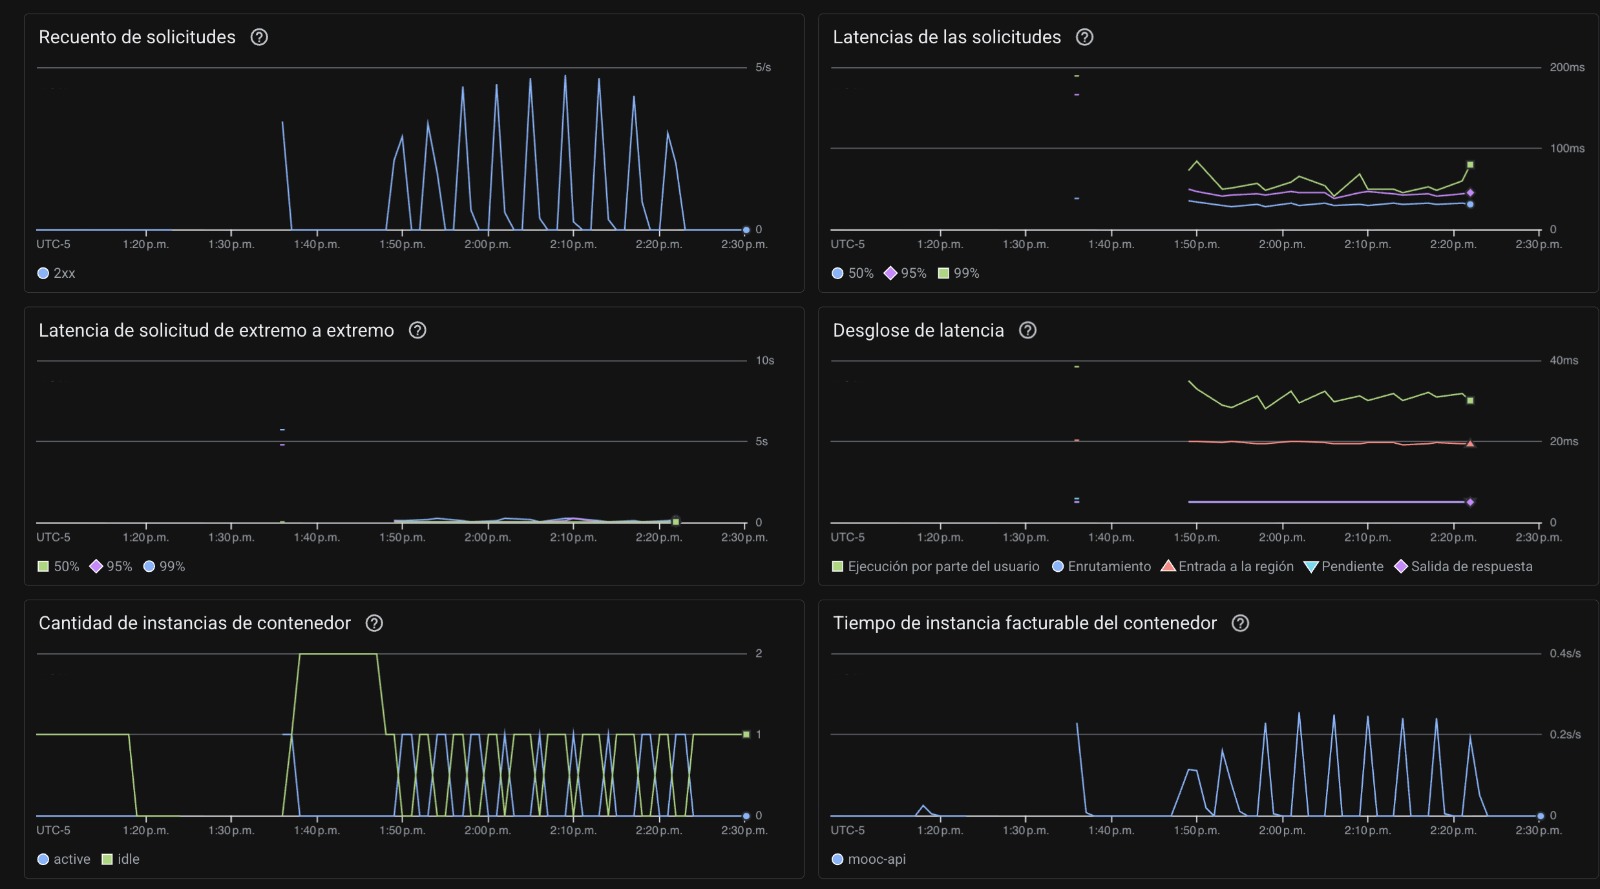 Recuento de solicitudes
5/s
0
UTC-5 1:20 p.m. 1:30 p.m. 1:40 p.m. 1:50 p.m. 2:00 p.m. 2:10 p.m. 2:20 p.m. 2:30 p.m.
2xx
Latencias de las solicitudes
200ms
100ms
0
UTC-5 1:20 p.m. 1:30 p.m. 1:40 p.m. 1:50 p.m. 2:00 p.m. 2:10 p.m. 2:20 p.m. 2:30 p.m.
50% 95% 99%
Latencia de solicitud de extremo a extremo
10s
5s
0
UTC-5 1:20 p.m. 1:30 p.m. 1:40 p.m. 1:50 p.m. 2:00 p.m. 2:10 p.m. 2:20 p.m. 2:30 p.m.
50% 95% 99%
Desglose de latencia
40ms
20ms
0
UTC-5 1:20 p.m. 1:30 p.m. 1:40 p.m. 1:50 p.m. 2:00 p.m. 2:10 p.m. 2:20 p.m. 2:30 p.m.
Ejecución por parte del usuario Enrutamiento Entrada a la región Pendiente Salida de respuesta
Cantidad de instancias de contenedor
2
1
0
UTC-5 1:20 p.m. 1:30 p.m. 1:40 p.m. 1:50 p.m. 2:00 p.m. 2:10 p.m. 2:20 p.m. 2:30 p.m.
active idle
Tiempo de instancia facturable del contenedor
0.4s/s
0.2s/s
0
UTC-5 1:20 p.m. 1:30 p.m. 1:40 p.m. 1:50 p.m. 2:00 p.m. 2:10 p.m. 2:20 p.m. 2:30 p.m.
mooc-api